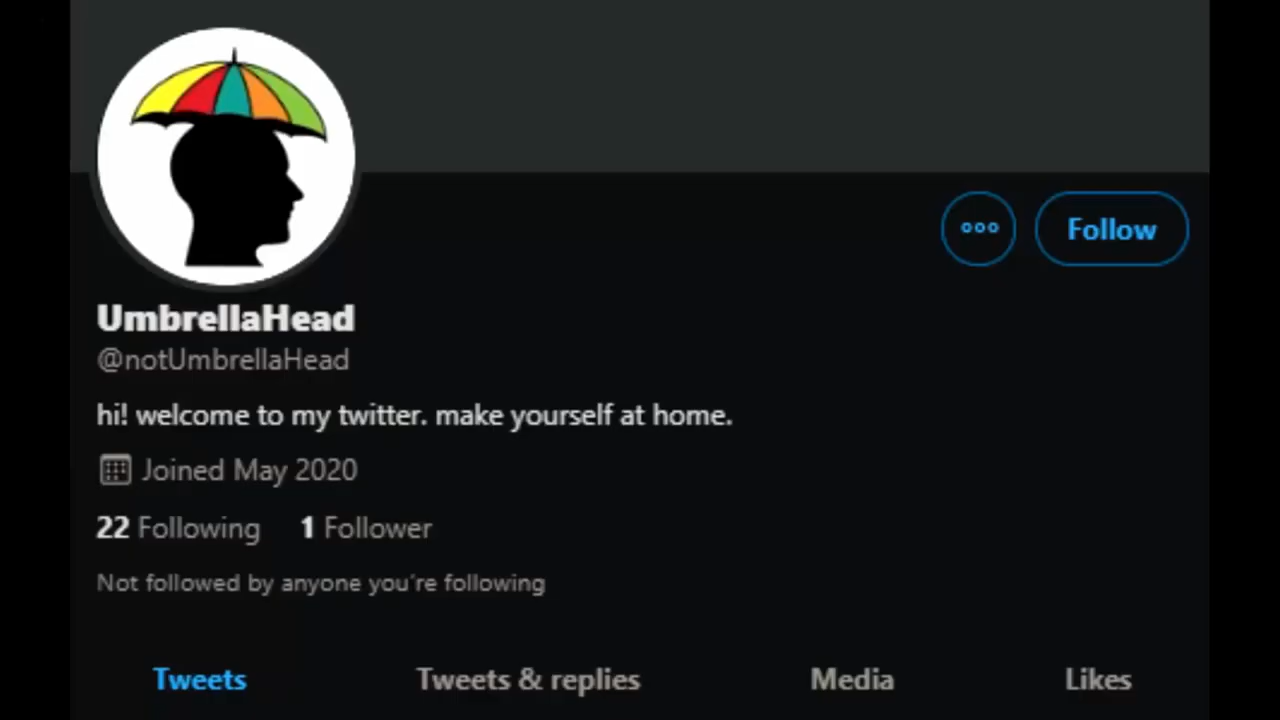 Follow
UmbrellaHead
@notUmbrellaHead
hi! welcome to my twitter. make yourself at home.
Joined May 2020
22 Following 1 Follower
Not followed by anyone you're following
Tweets Tweets & replies Media Likes